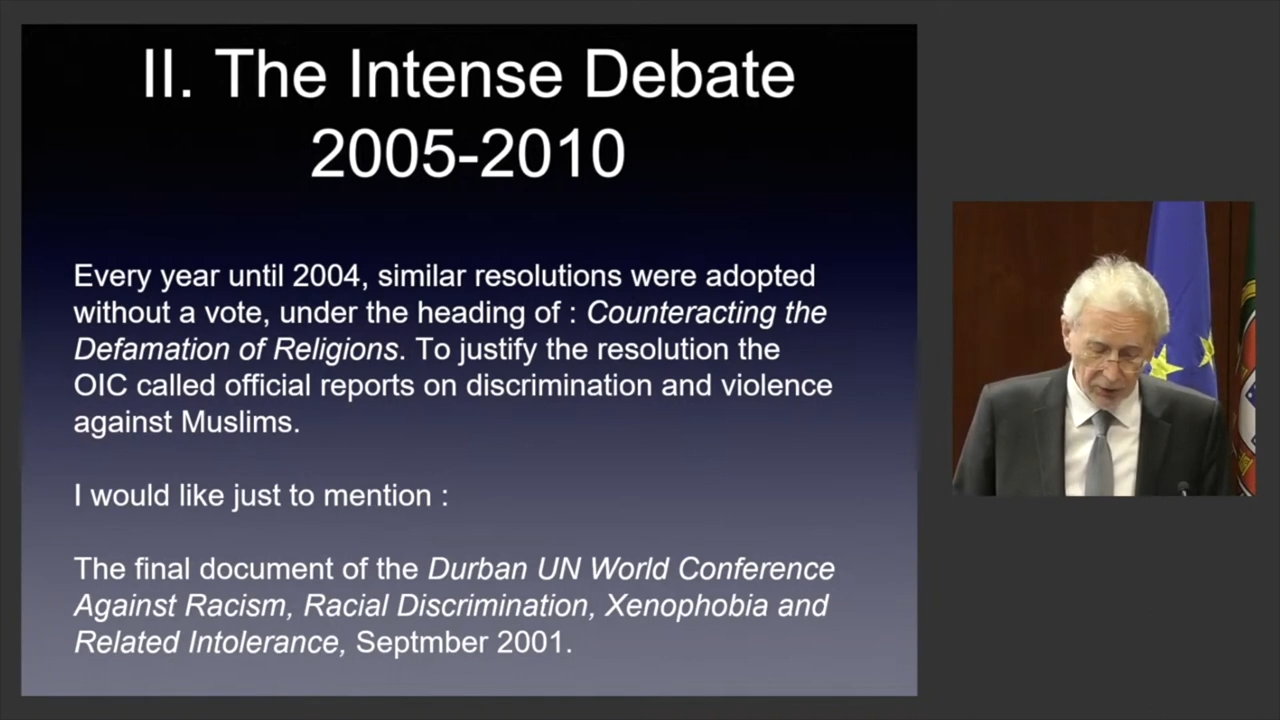 II. The Intense Debate
2005-2010
Every year until 2004, similar resolutions were adopted
without a vote, under the heading of : Counteracting the
Defamation of Religions. To justify the resolution the
OIC called official reports on discrimination and violence
against Muslims.
I would like just to mention :
The final document of the Durban UN World Conference
Against Racism, Racial Discrimination, Xenophobia and
Related Intolerance, Septmber 2001.